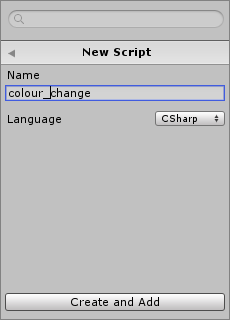 New Script
Name
colour_change
Language CSharp
Create and Add